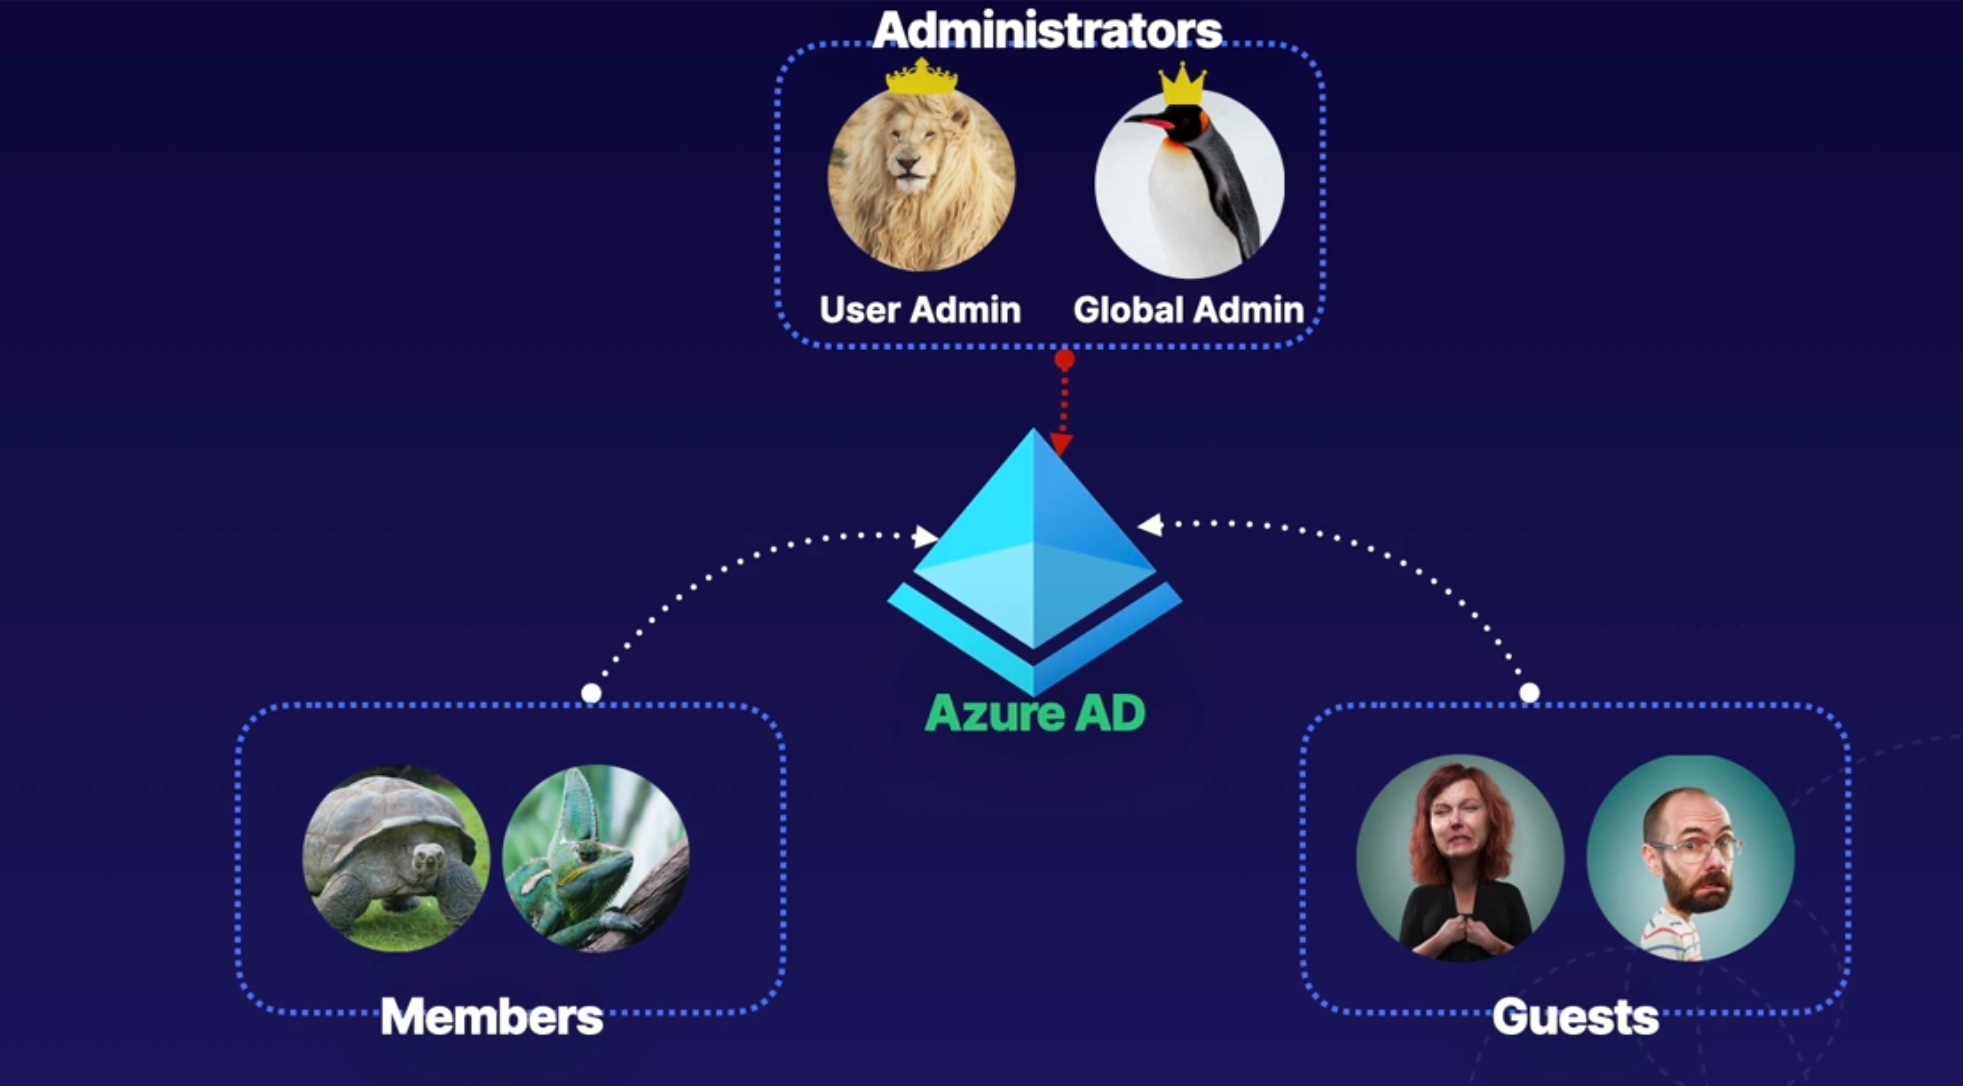 Administrators
User Admin
Global Admin
Azure AD
Members
Guests